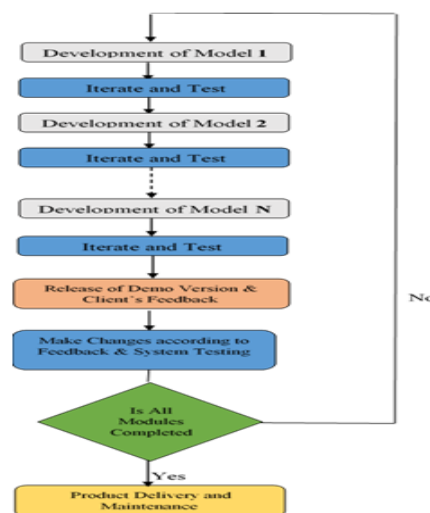 Development of Model 1
Iterate and Test
Development of Model 2
Iterate and Test
Development of Model N
Iterate and Test
Release of Demo Version &
Client's Feedback
Make Changes according to
Feedback & System Testing
No
Is All
Modules
Completed
Yes
Product Delivery and
Maintenance